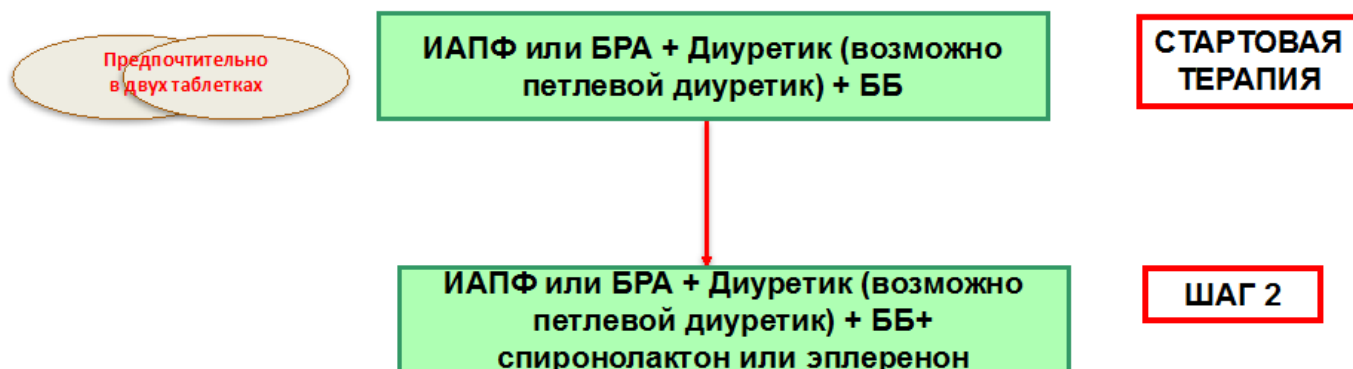 Предпочтительно
в двух таблетках
ИАПФ или БРА + Диуретик (возможно
петлевой диуретик) + ББ
СТАРТОВАЯ
ТЕРАПИЯ
ИАПФ или БРА + Диуретик (возможно
петлевой диуретик) + ББ+
спиронолактон или эплеренон
ШАГ 2